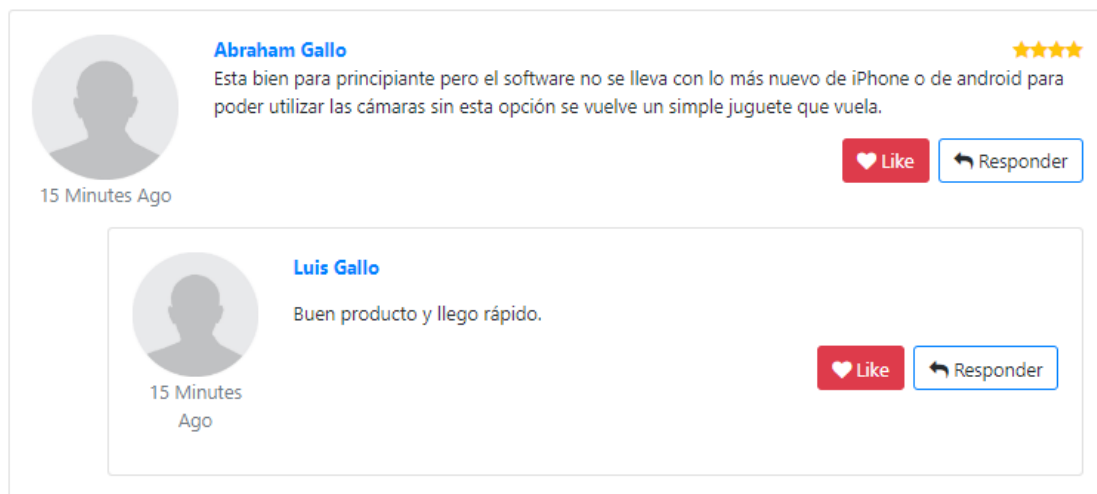 Abraham Gallo
Esta bien para principiante pero el software no se lleva con lo más nuevo de iPhone o de android para
poder utilizar las cámaras sin esta opción se vuelve un simple juguete que vuela.
Like
Responder
15 Minutes Ago
Luis Gallo
Buen producto y llego rápido.
Like
Responder
15 Minutes
Ago